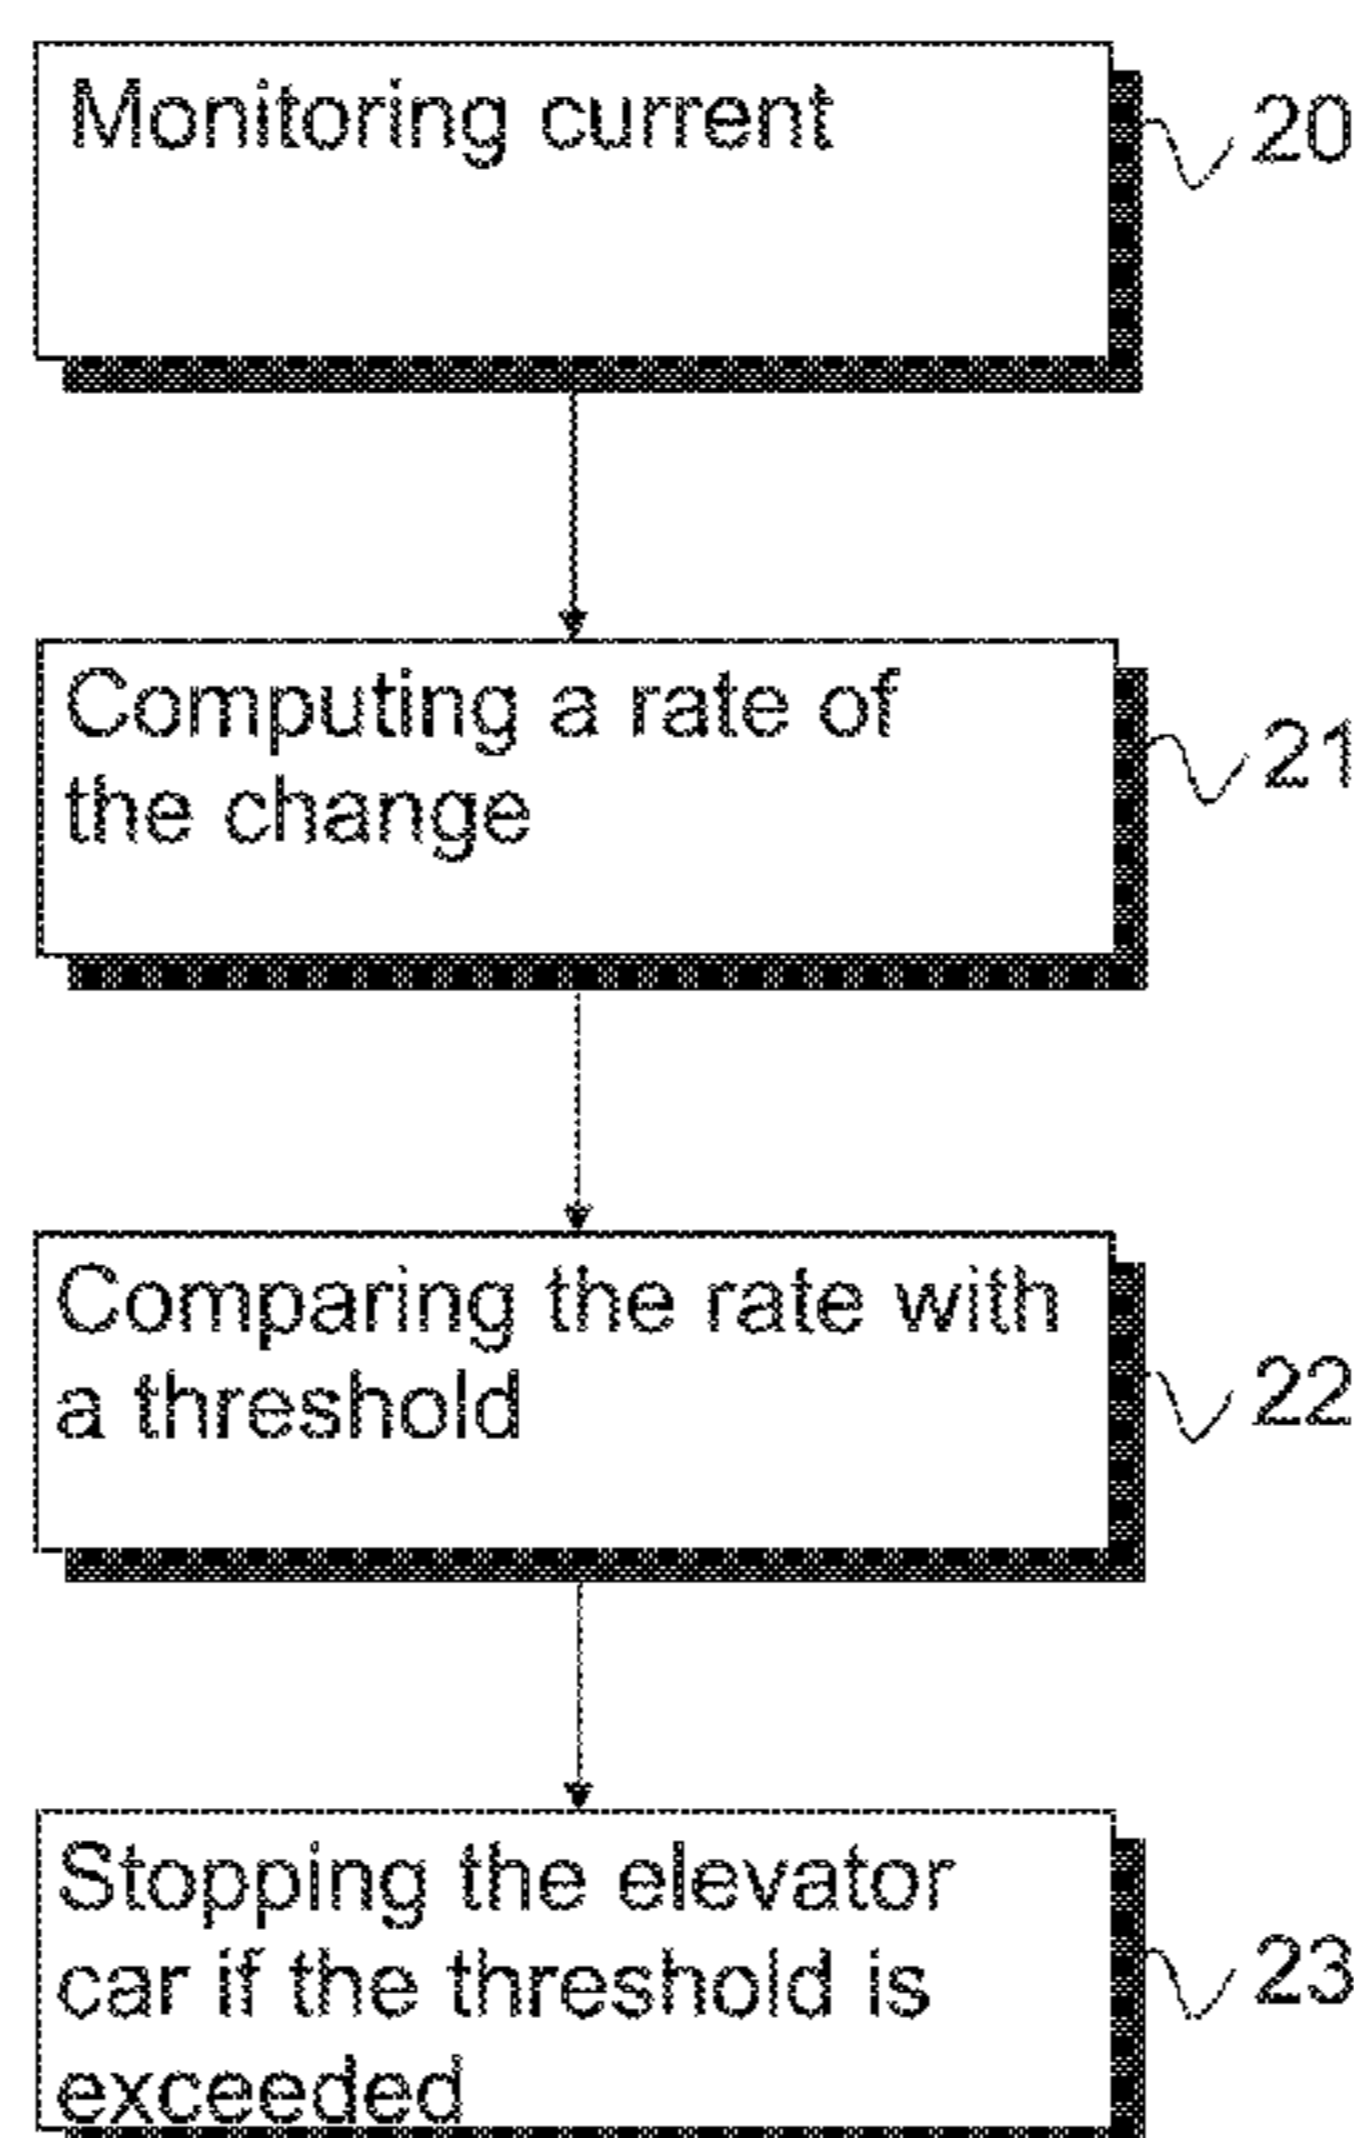 Monitoring current
20
Computing a rate of
the change
21
Comparing the rate with
a threshold
22
Stopping the elevator
car if the threshold is
exceeded
23